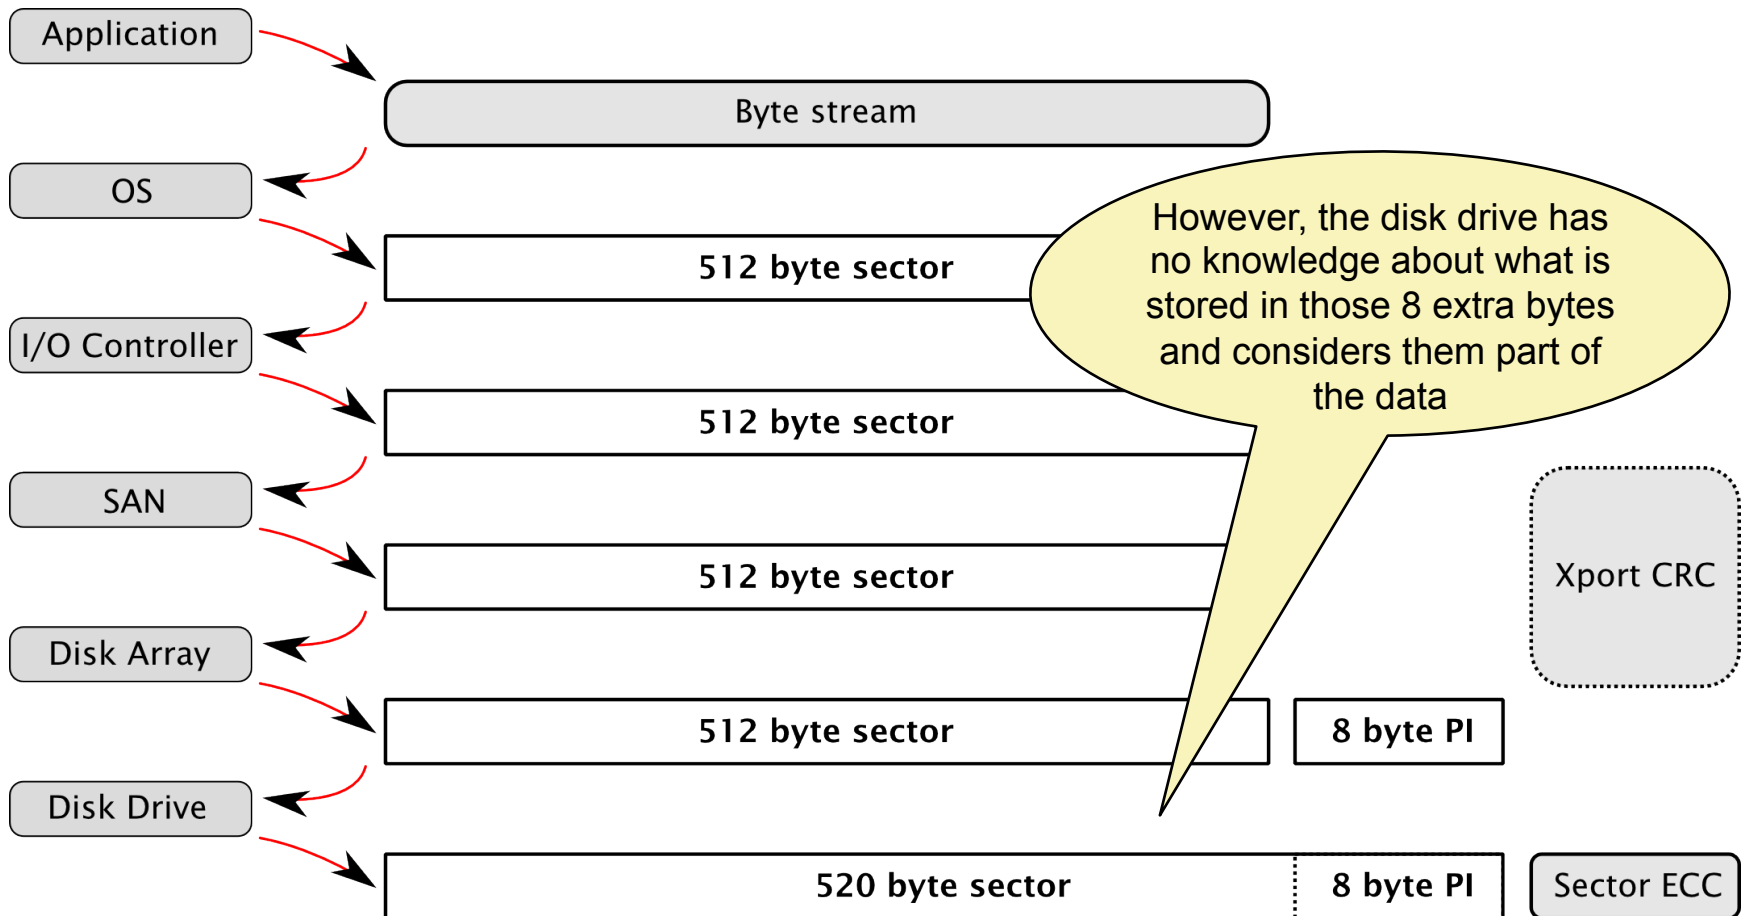 Application
Byte stream
OS
512 byte sector
However, the disk drive has
no knowledge about what is
stored in those 8 extra bytes
and considers them part of
the data
I/O Controller
512 byte sector
SAN
512 byte sector
Xport CRC
Disk Array
512 byte sector
8 byte PI
Disk Drive
520 byte sector
8 byte PI
Sector ECC